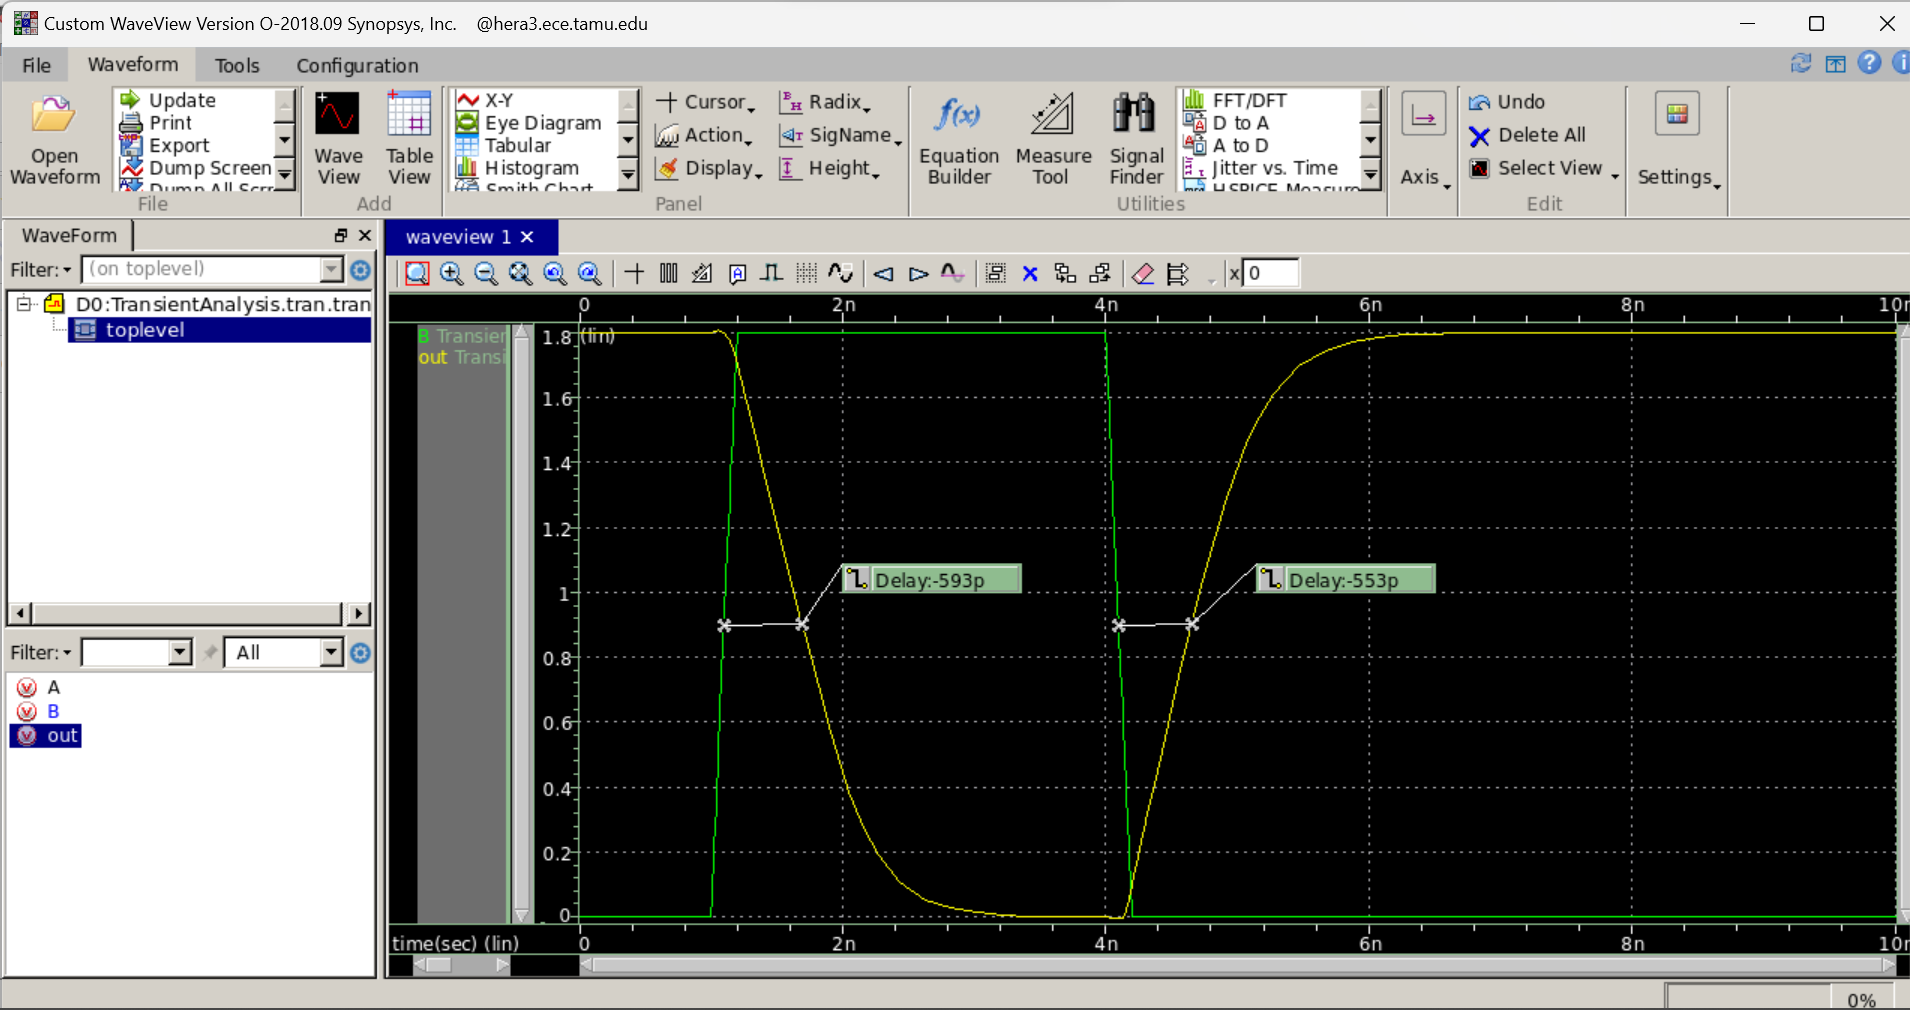 Custom WaveView Version O-2018.09 Synopsys, Inc. @hera3.ece.tamu.edu
File Waveform Tools Configuration
Open Waveform
Update
Print
Export
Dump Screen
File
Wave View
Table View
Add
X-Y
Eye Diagram
Tabular
Histogram
Smith Chart
Cursor
Action
Display
Radix
SigName
Height
Panel
Equation Builder
Measure Tool
Signal Finder
FFT/DFT
D to A
A to D
Jitter vs. Time
HSPICE Measure
Utilities
Axis
Undo
Delete All
Select View
Edit
Settings
WaveForm
Filter: (on toplevel)
D0:TransientAnalysis.tran.tran
toplevel
Filter: All
A
B
out
waveview 1
x 0
0 2n 4n 6n 8n 10n
B Transien
out Transi
1.8 (lin)
1.6
1.4
1.2
1
0.8
0.6
0.4
0.2
0
Delay:-593p
Delay:-553p
time(sec) (lin) 0 2n 4n 6n 8n 10n
0%